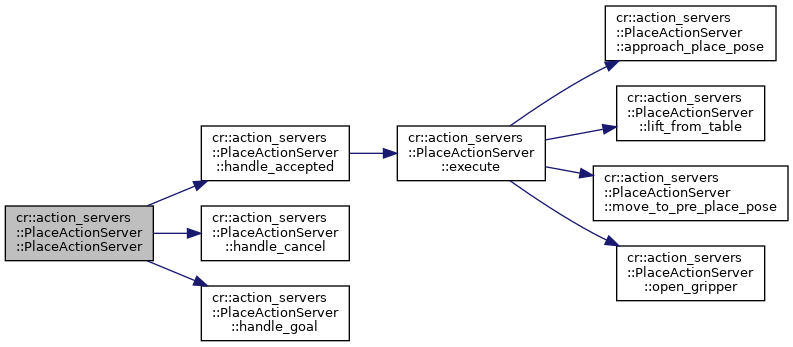 cr::action_servers
::PlaceActionServer
::PlaceActionServer
cr::action_servers
::PlaceActionServer
::handle_accepted
cr::action_servers
::PlaceActionServer
::handle_cancel
cr::action_servers
::PlaceActionServer
::handle_goal
cr::action_servers
::PlaceActionServer
::execute
cr::action_servers
::PlaceActionServer
::approach_place_pose
cr::action_servers
::PlaceActionServer
::lift_from_table
cr::action_servers
::PlaceActionServer
::move_to_pre_place_pose
cr::action_servers
::PlaceActionServer
::open_gripper